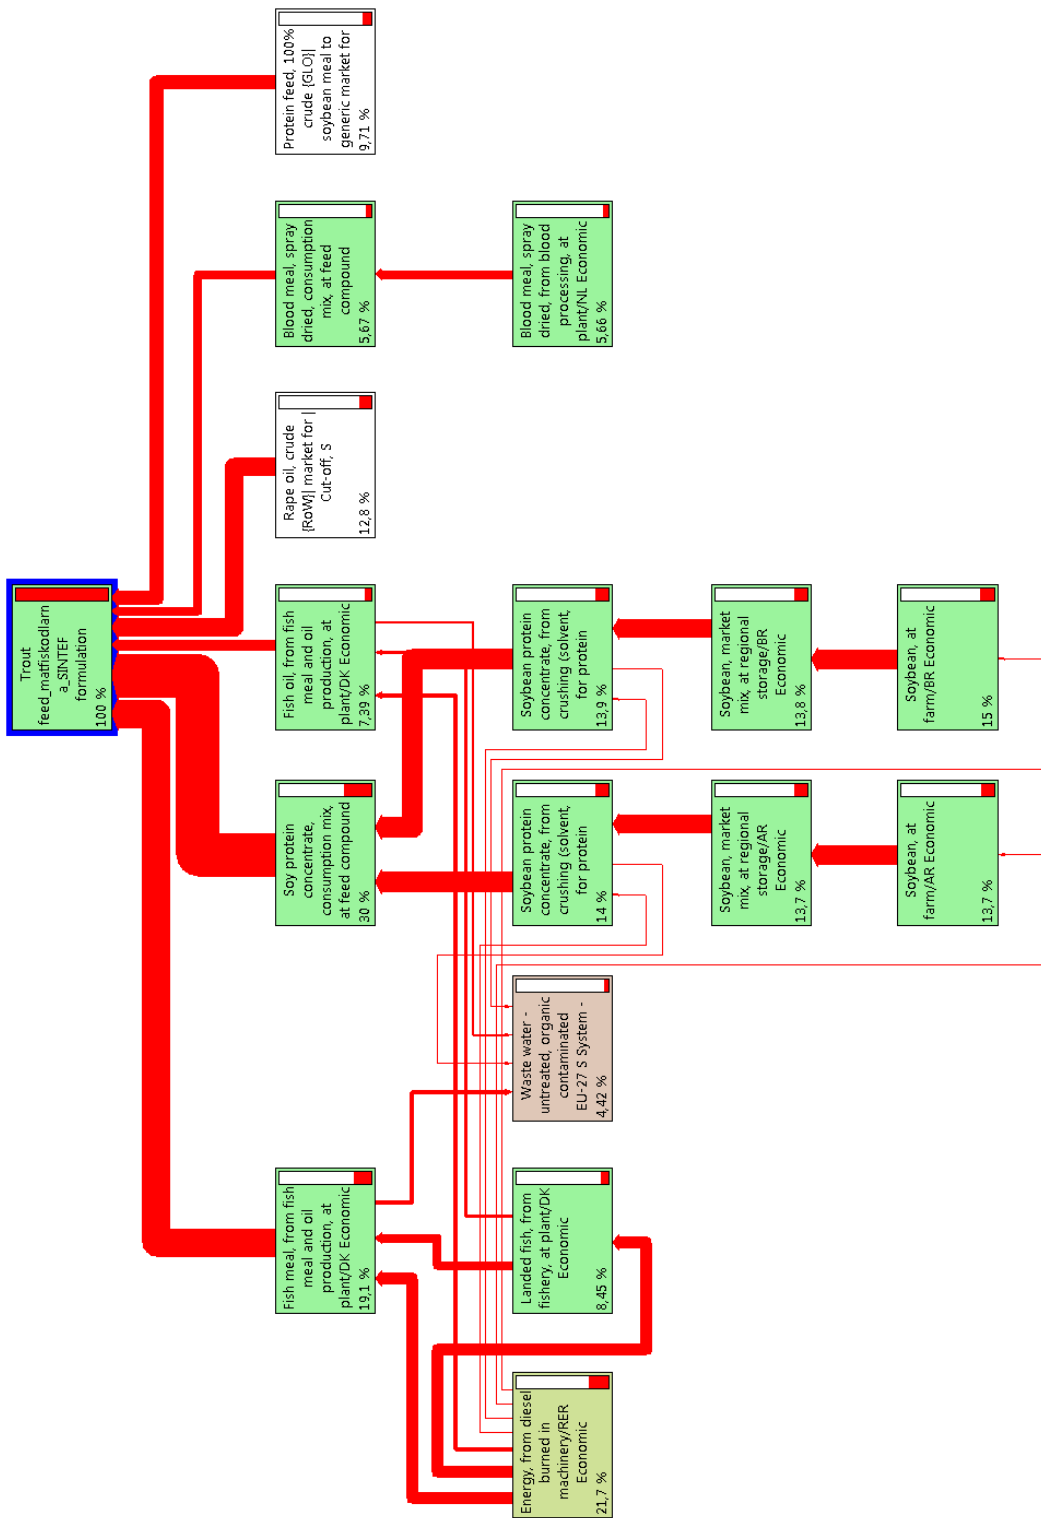 Trout
feed_matfiskodlarn
a_SINTEF
formulation
100 %
Fish meal, from fish
meal and oil
production, at
plant/DK Economic
19,1 %
Soy protein
concentrate,
consumption mix,
at feed compound
30 %
Fish oil, from fish
meal and oil
production, at
plant/DK Economic
7,39 %
Rape oil, crude
{RoW}| market for |
Cut-off, S
12,8 %
Blood meal, spray
dried, consumption
mix, at feed
compound
5,67 %
Protein feed, 100%
crude {GLO}|
soybean meal to
generic market for
9,71 %
Energy, from diesel
burned in
machinery/RER
Economic
21,7 %
Landed fish, from
fishery, at plant/DK
Economic
8,45 %
Waste water -
untreated, organic
contaminated
EU-27 S System -
4,42 %
Soybean protein
concentrate, from
crushing (solvent,
for protein
14 %
Soybean protein
concentrate, from
crushing (solvent,
for protein
13,9 %
Blood meal, spray
dried, from blood
processing, at
plant/NL Economic
5,66 %
Soybean, market
mix, at regional
storage/AR
Economic
13,7 %
Soybean, market
mix, at regional
storage/BR
Economic
13,8 %
Soybean, at
farm/AR Economic
13,7 %
Soybean, at
farm/BR Economic
15 %